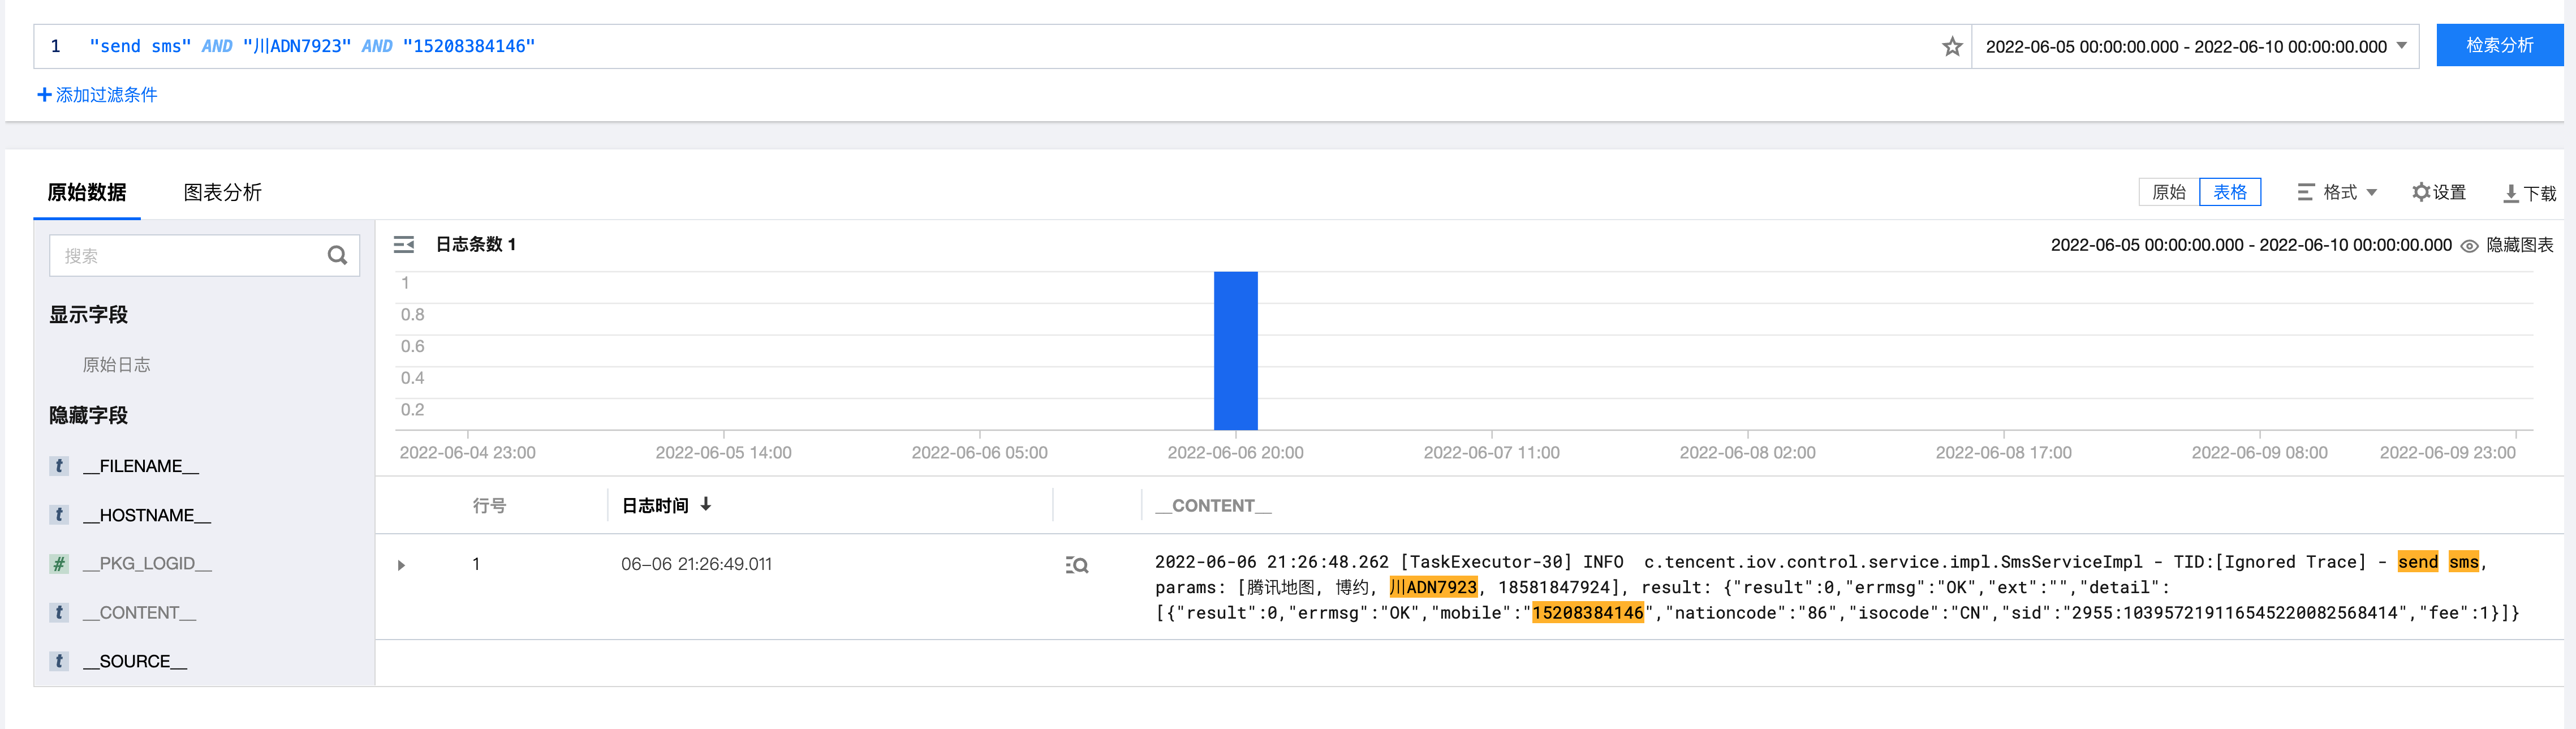 1 "send sms" AND "川ADN7923" AND "15208384146"
2022-06-05 00:00:00.000 - 2022-06-10 00:00:00.000
检索分析
添加过滤条件
原始数据 图表分析
原始 表格 格式 设置 下载
搜索
日志条数 1
2022-06-05 00:00:00.000 - 2022-06-10 00:00:00.000 隐藏图表
显示字段
原始日志
隐藏字段
t __FILENAME__
t __HOSTNAME__
# __PKG_LOGID__
t __CONTENT__
t __SOURCE__
1
0.8
0.6
0.4
0.2
2022-06-04 23:00 2022-06-05 14:00 2022-06-06 05:00 2022-06-06 20:00 2022-06-07 11:00 2022-06-08 02:00 2022-06-08 17:00 2022-06-09 08:00 2022-06-09 23:00
行号 日志时间 __CONTENT__
1 06-06 21:26:49.011
2022-06-06 21:26:48.262 [TaskExecutor-30] INFO c.tencent.iov.control.service.impl.SmsServiceImpl - TID:[Ignored Trace] - send sms,
params: [腾讯地图, 博约, 川ADN7923, 18581847924], result: {"result":0,"errmsg":"OK","ext":"","detail":
[{"result":0,"errmsg":"OK","mobile":"15208384146","nationcode":"86","isocode":"CN","sid":"2955:103957219116545220082568414","fee":1}]}